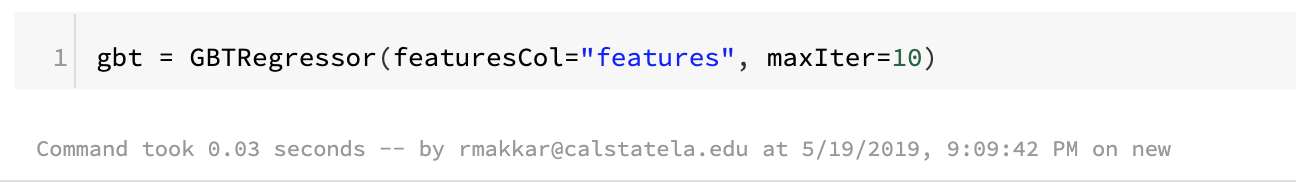 1 gbt = GBTRegressor(featuresCol="features", maxIter=10)
Command took 0.03 seconds -- by rmakkar@calstatela.edu at 5/19/2019, 9:09:42 PM on new